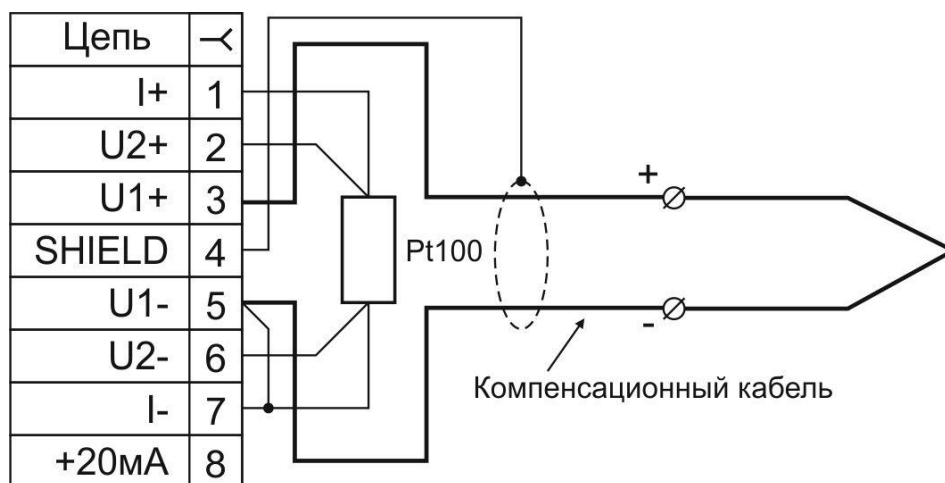 Цепь
I+ 1
U2+ 2
U1+ 3
SHIELD 4
U1- 5
U2- 6
I- 7
+20мА 8
Pt100
+
-
Компенсационный кабель